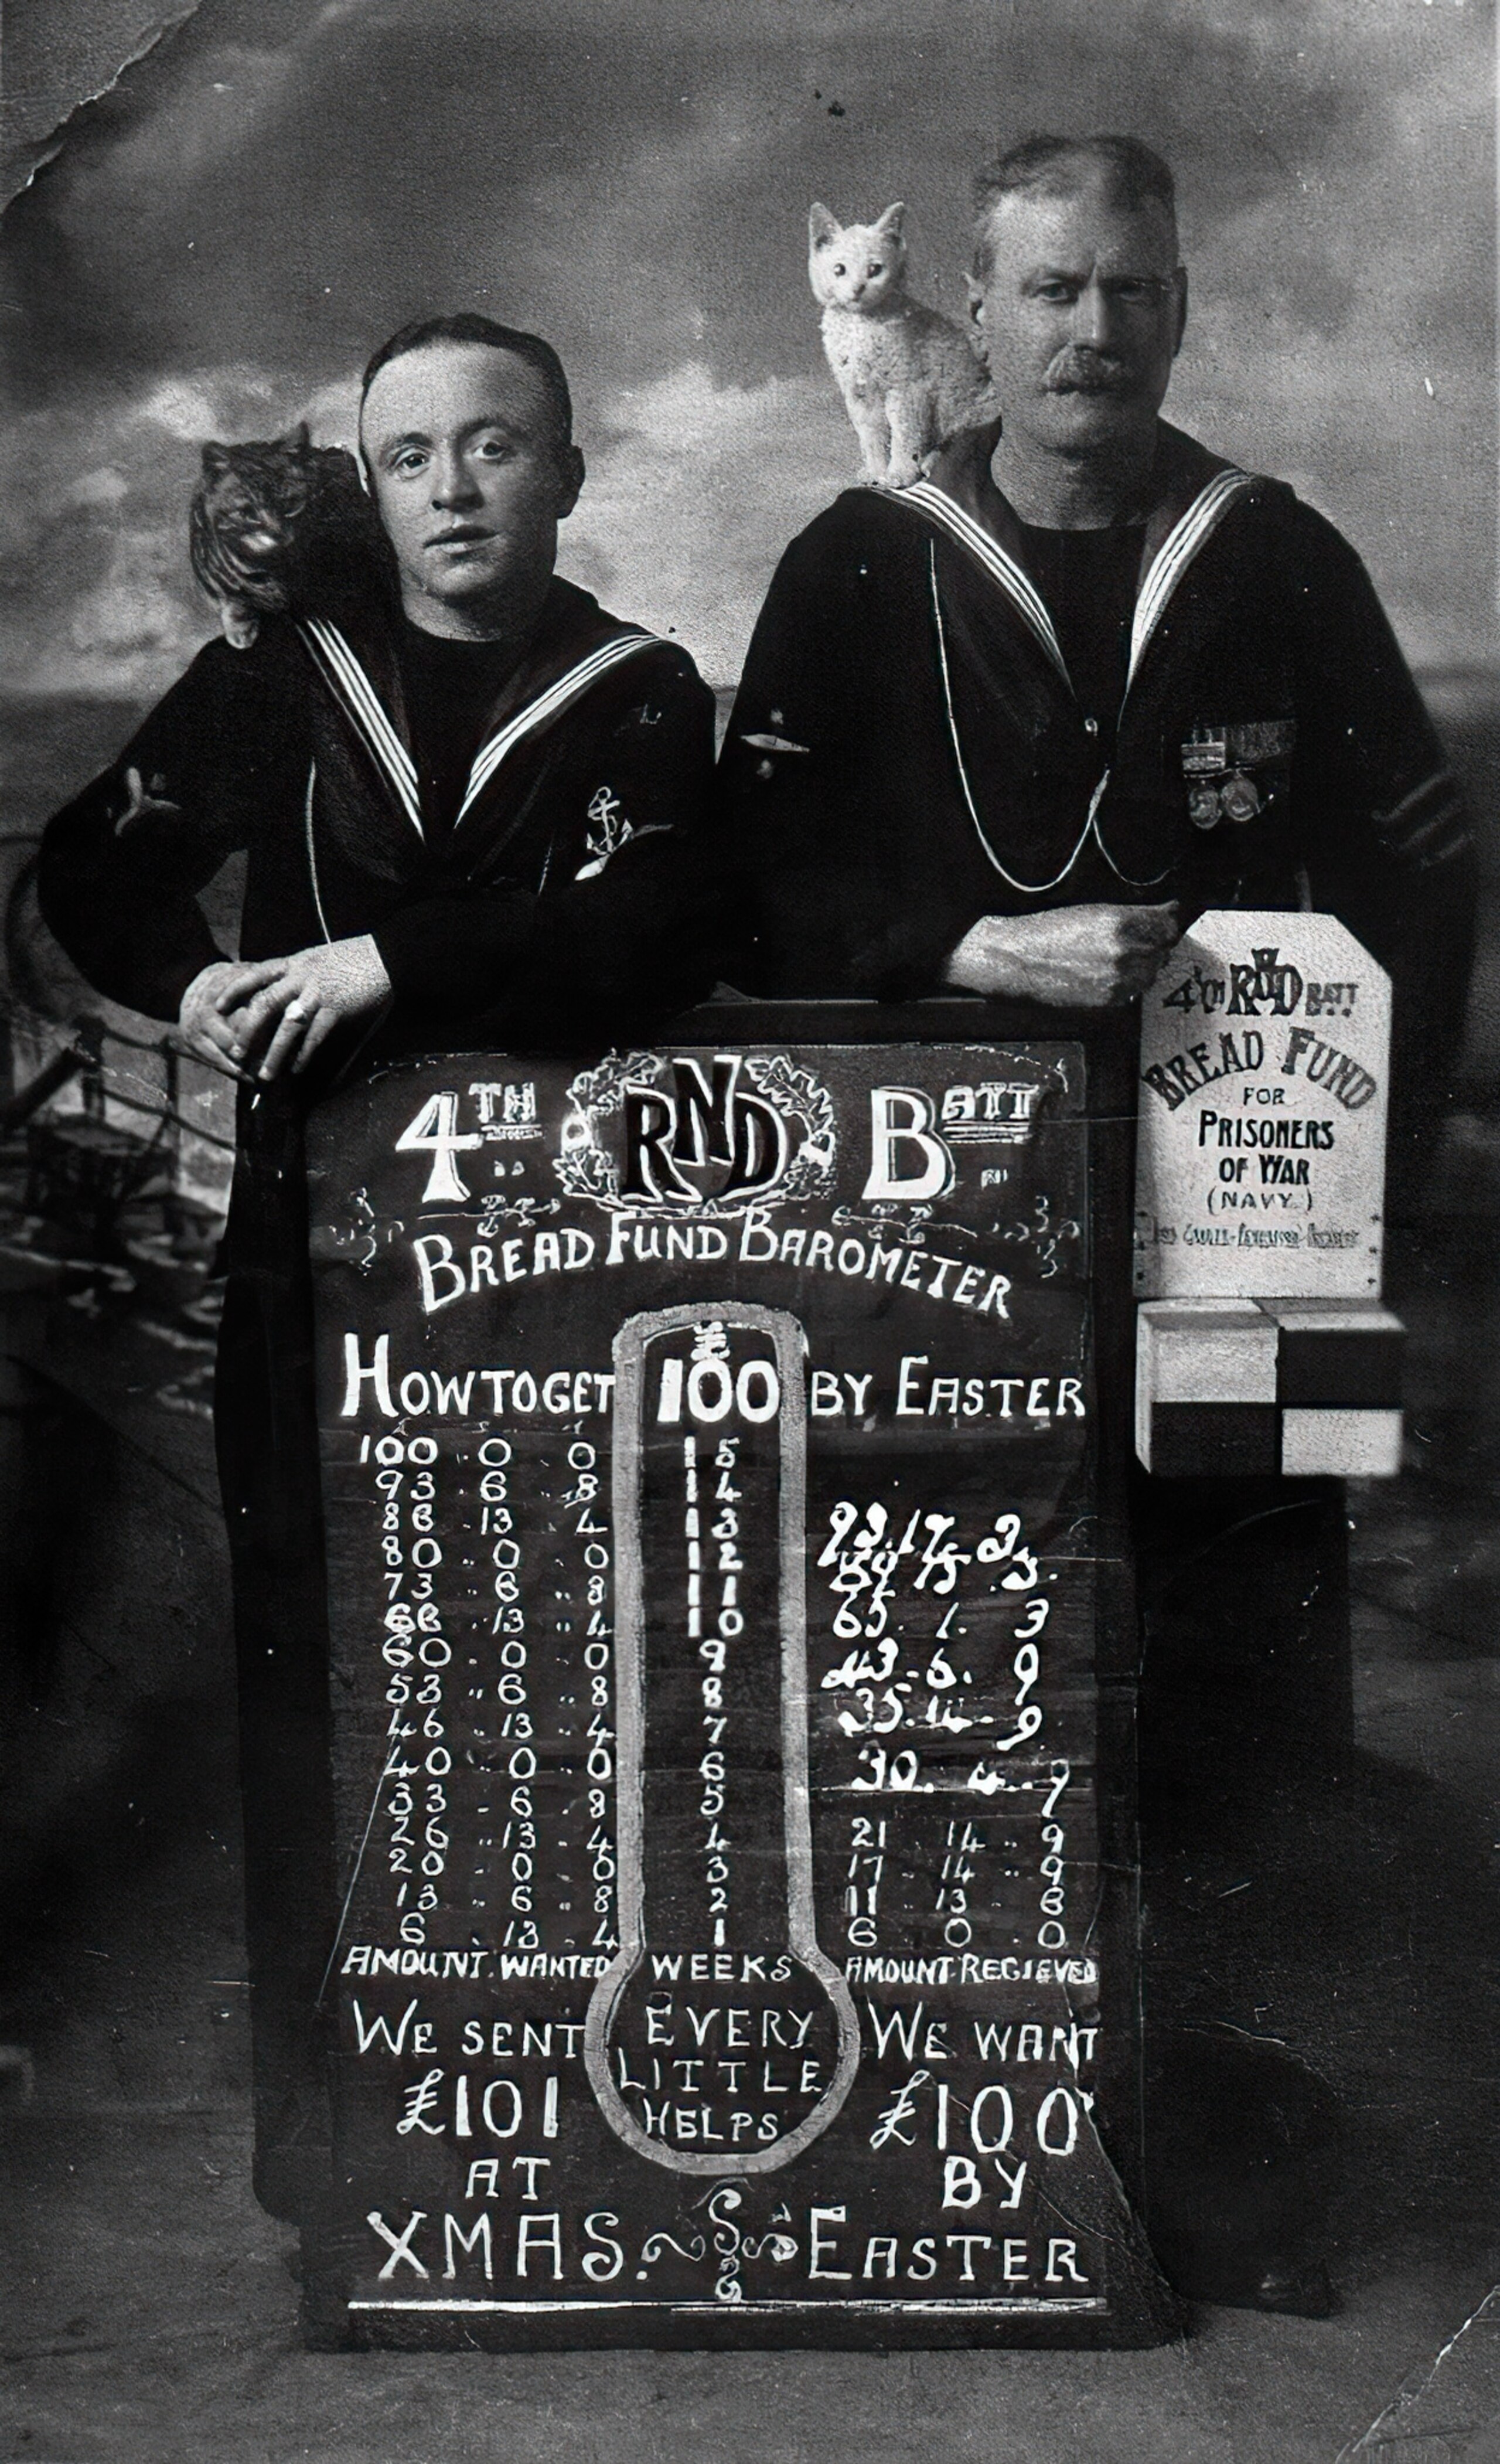 4TH RND BATT
BREAD FUND BAROMETER
HOW TO GET £100 BY EASTER
100 .. 0 .. 0 15
93 .. 6 .. 8 14
86 .. 13 .. 4 13
80 .. 0 .. 0 12
73 .. 6 .. 8 11
66 .. 13 .. 4 10 65. 1. 3
60 .. 0 .. 0 9 43. 6. 9
53 .. 6 .. 8 8 35. 14. 9
46 .. 13 .. 4 7
40 .. 0 .. 0 6 30. 4. 9
33 .. 6 .. 8 5
26 .. 13 .. 4 4 21 .. 14 .. 9
20 .. 0 .. 0 3 17 .. 14 .. 9
13 .. 6 .. 8 2 11 .. 13
6 .. 13 .. 4 1 6 .. 0 .. 0
AMOUNT WANTED WEEKS AMOUNT RECIEVED
WE SENT EVERY WE WANT
£101 LITTLE £100
HELPS
AT BY
XMAS. EASTER
4TH RND BATT
BREAD FUND
FOR
PRISONERS
OF WAR
(NAVY)